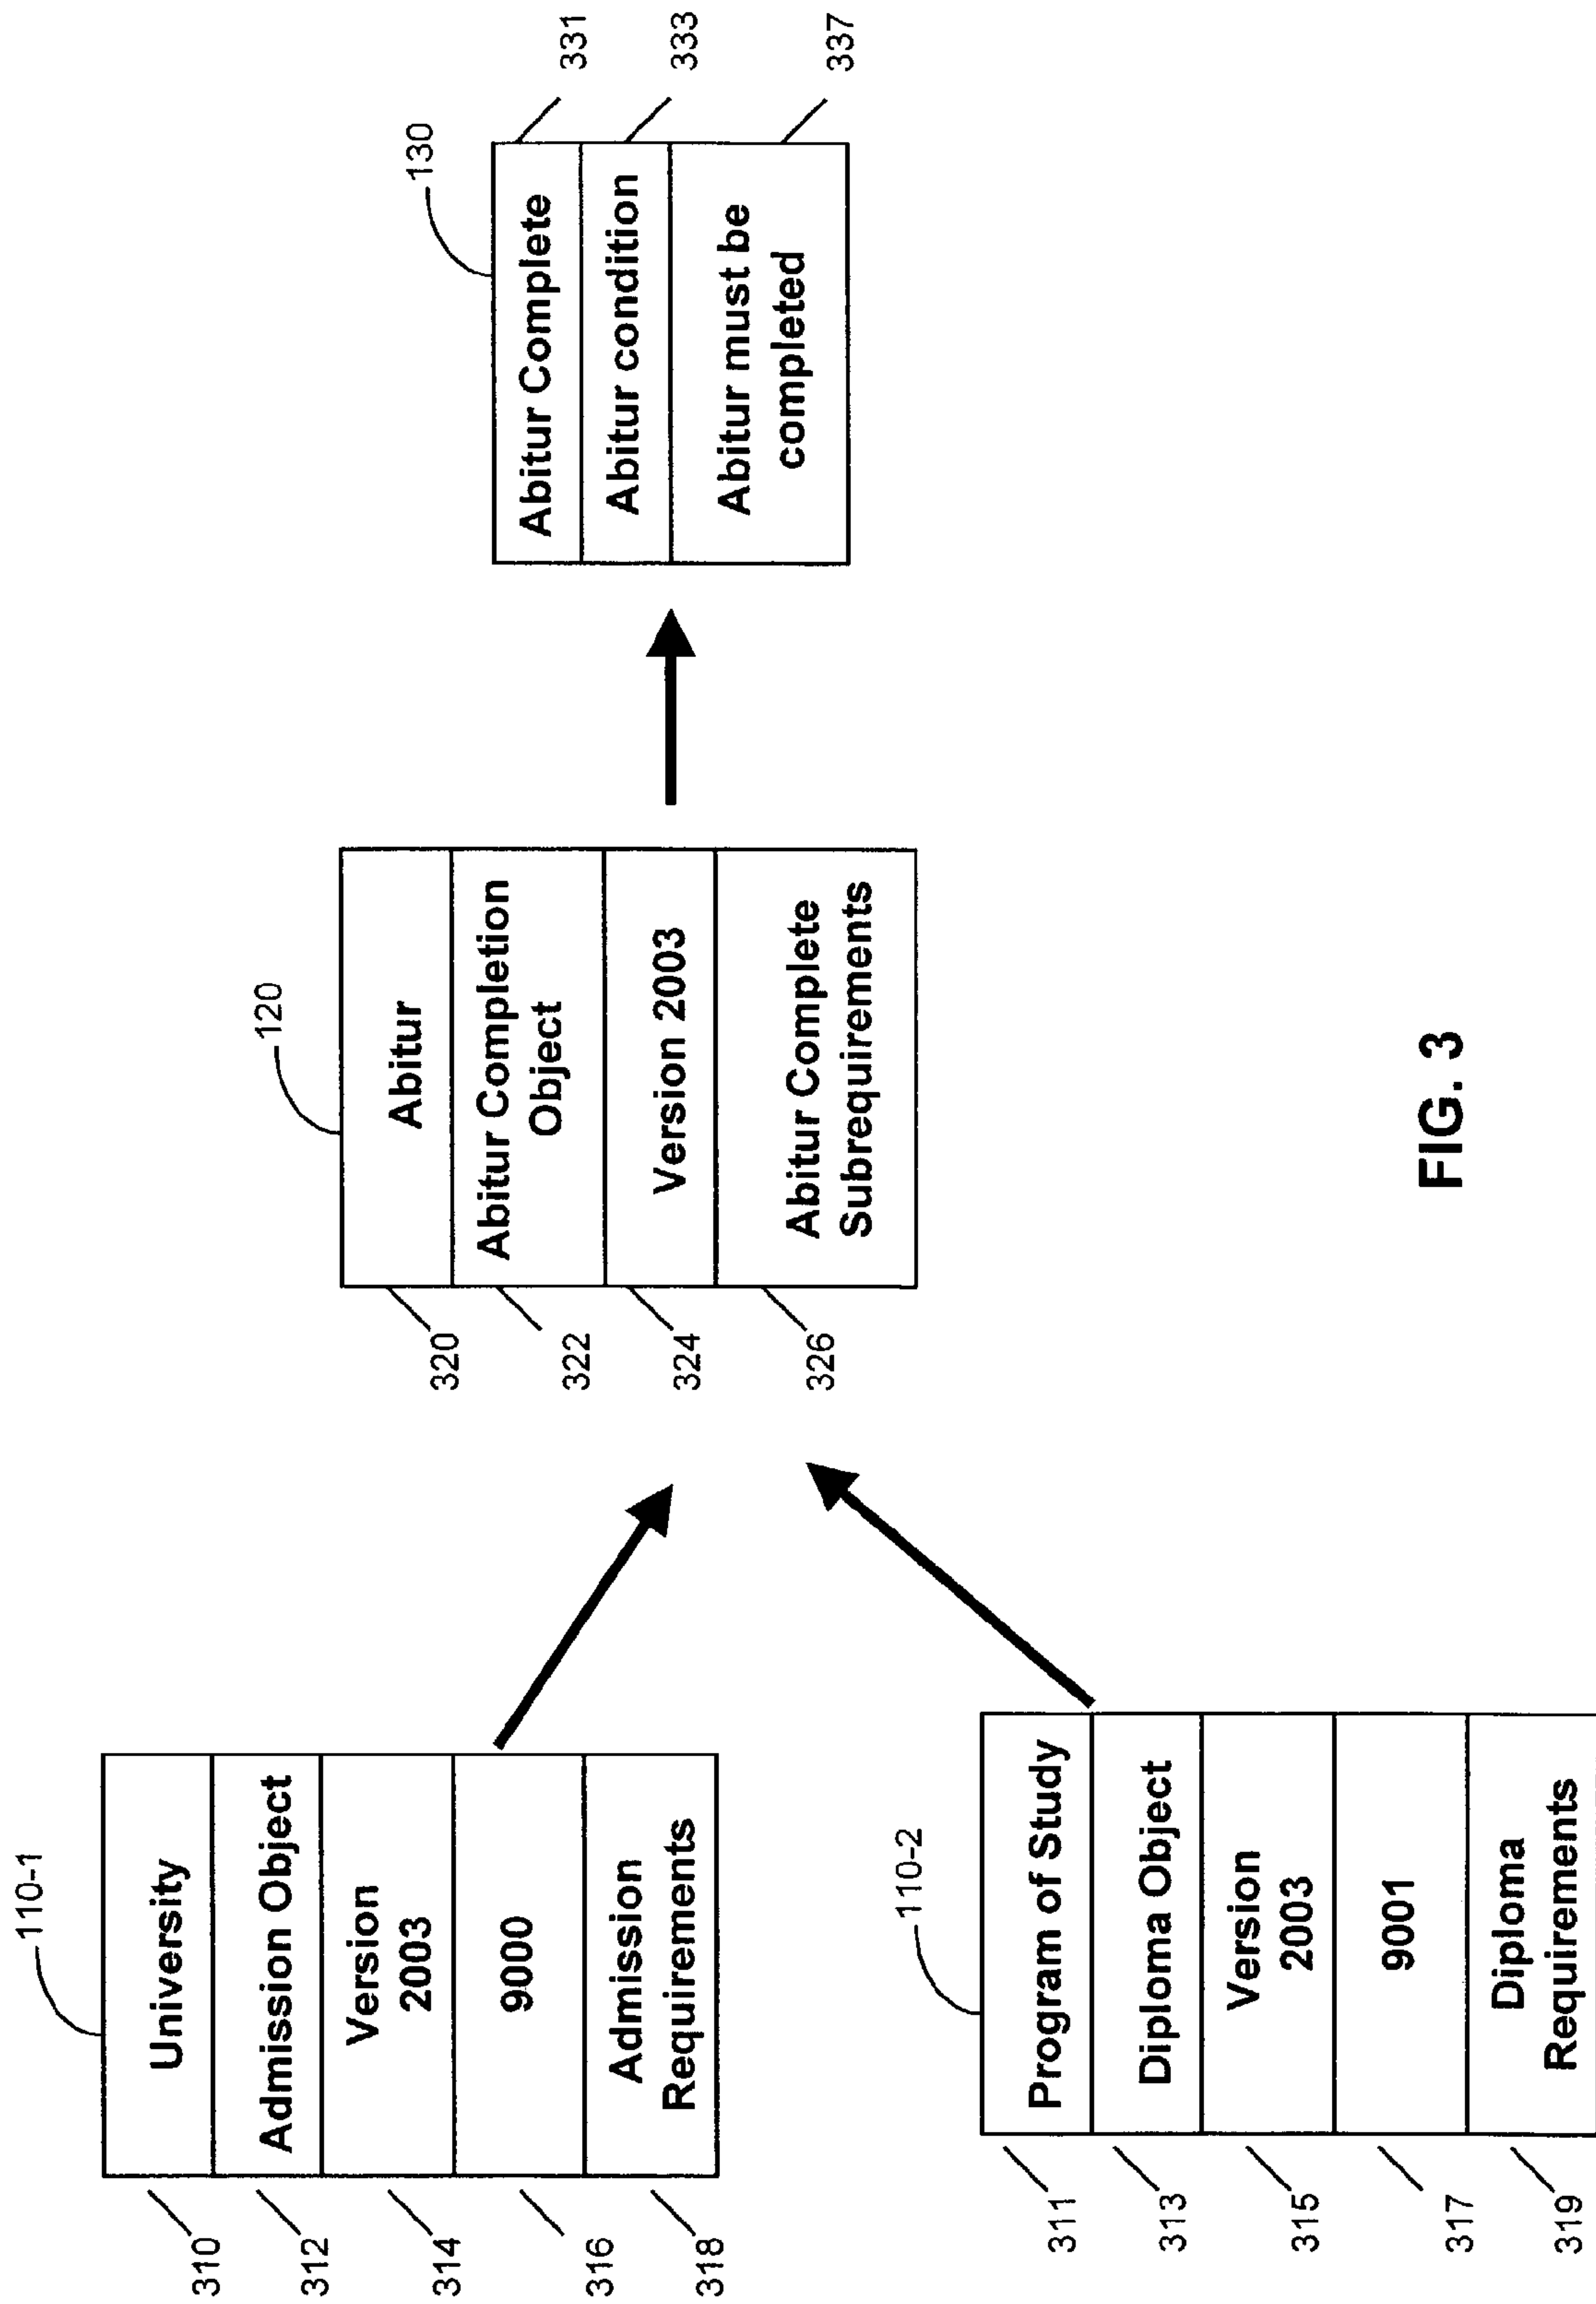 110-1
310
University
312
Admission Object
314
Version
2003
316
9000
318
Admission
Requirements
110-2
311
Program of Study
313
Diploma Object
315
Version
2003
317
9001
319
Diploma
Requirements
120
320
Abitur
322
Abitur Completion
Object
324
Version 2003
326
Abitur Complete
Subrequirements
130
Abitur Complete
331
Abitur condition
333
Abitur must be
completed
337
FIG. 3